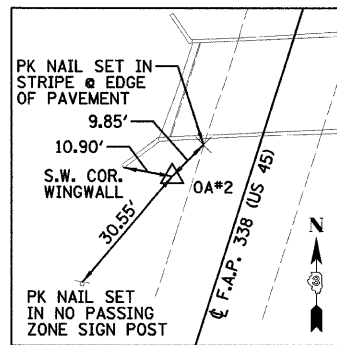 PK NAIL SET IN
STRIPE @ EDGE
OF PAVEMENT
9.85'
10.90'
S.W. COR.
WINGWALL
OA#2
30.55'
℄ F.A.P. 338 (US 45)
N
3
PK NAIL SET
IN NO PASSING
ZONE SIGN POST